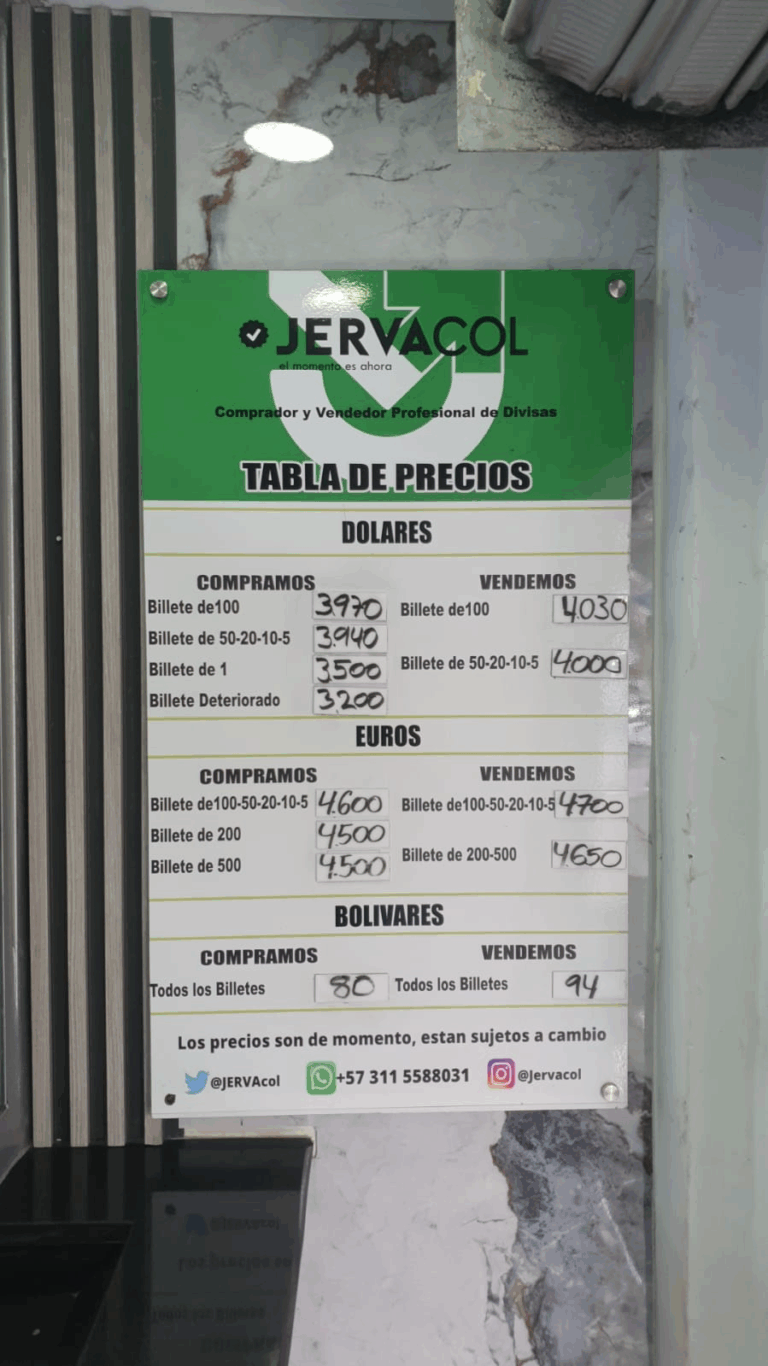 JERVACOL
el momento es ahora
Comprador y Vendedor Profesional de Divisas
TABLA DE PRECIOS
DOLARES
COMPRAMOS VENDEMOS
Billete de100 3.970 Billete de100 4.030
Billete de 50-20-10-5 3.940
Billete de 50-20-10-5 4.000
Billete de 1 3.500
Billete Deteriorado 3.200
EUROS
COMPRAMOS VENDEMOS
Billete de100-50-20-10-5 4.600 Billete de100-50-20-10-5 4700
Billete de 200 4500
Billete de 200-500 4.650
Billete de 500 4.500
BOLIVARES
COMPRAMOS VENDEMOS
Todos los Billetes 80 Todos los Billetes 94
Los precios son de momento, estan sujetos a cambio
@JERVAcol +57 311 5588031 @Jervacol